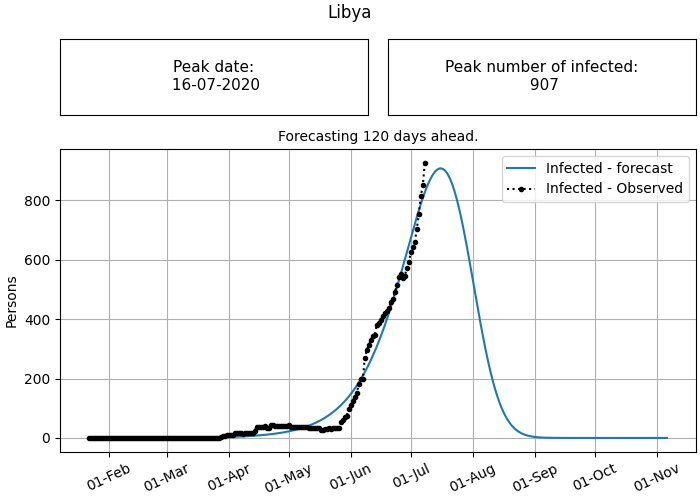 Libya
Peak date:
16-07-2020
Peak number of infected:
907
Forecasting 120 days ahead.
Infected - forecast
Infected - Observed
Persons
800
600
400
200
0
01-Feb
01-Mar
01-Apr
01-May
01-Jun
01-Jul
01-Aug
01-Sep
01-Oct
01-Nov